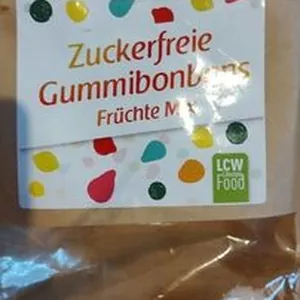 Zuckerfreie
Gummibonbons
Früchte Mix
LCW
Food